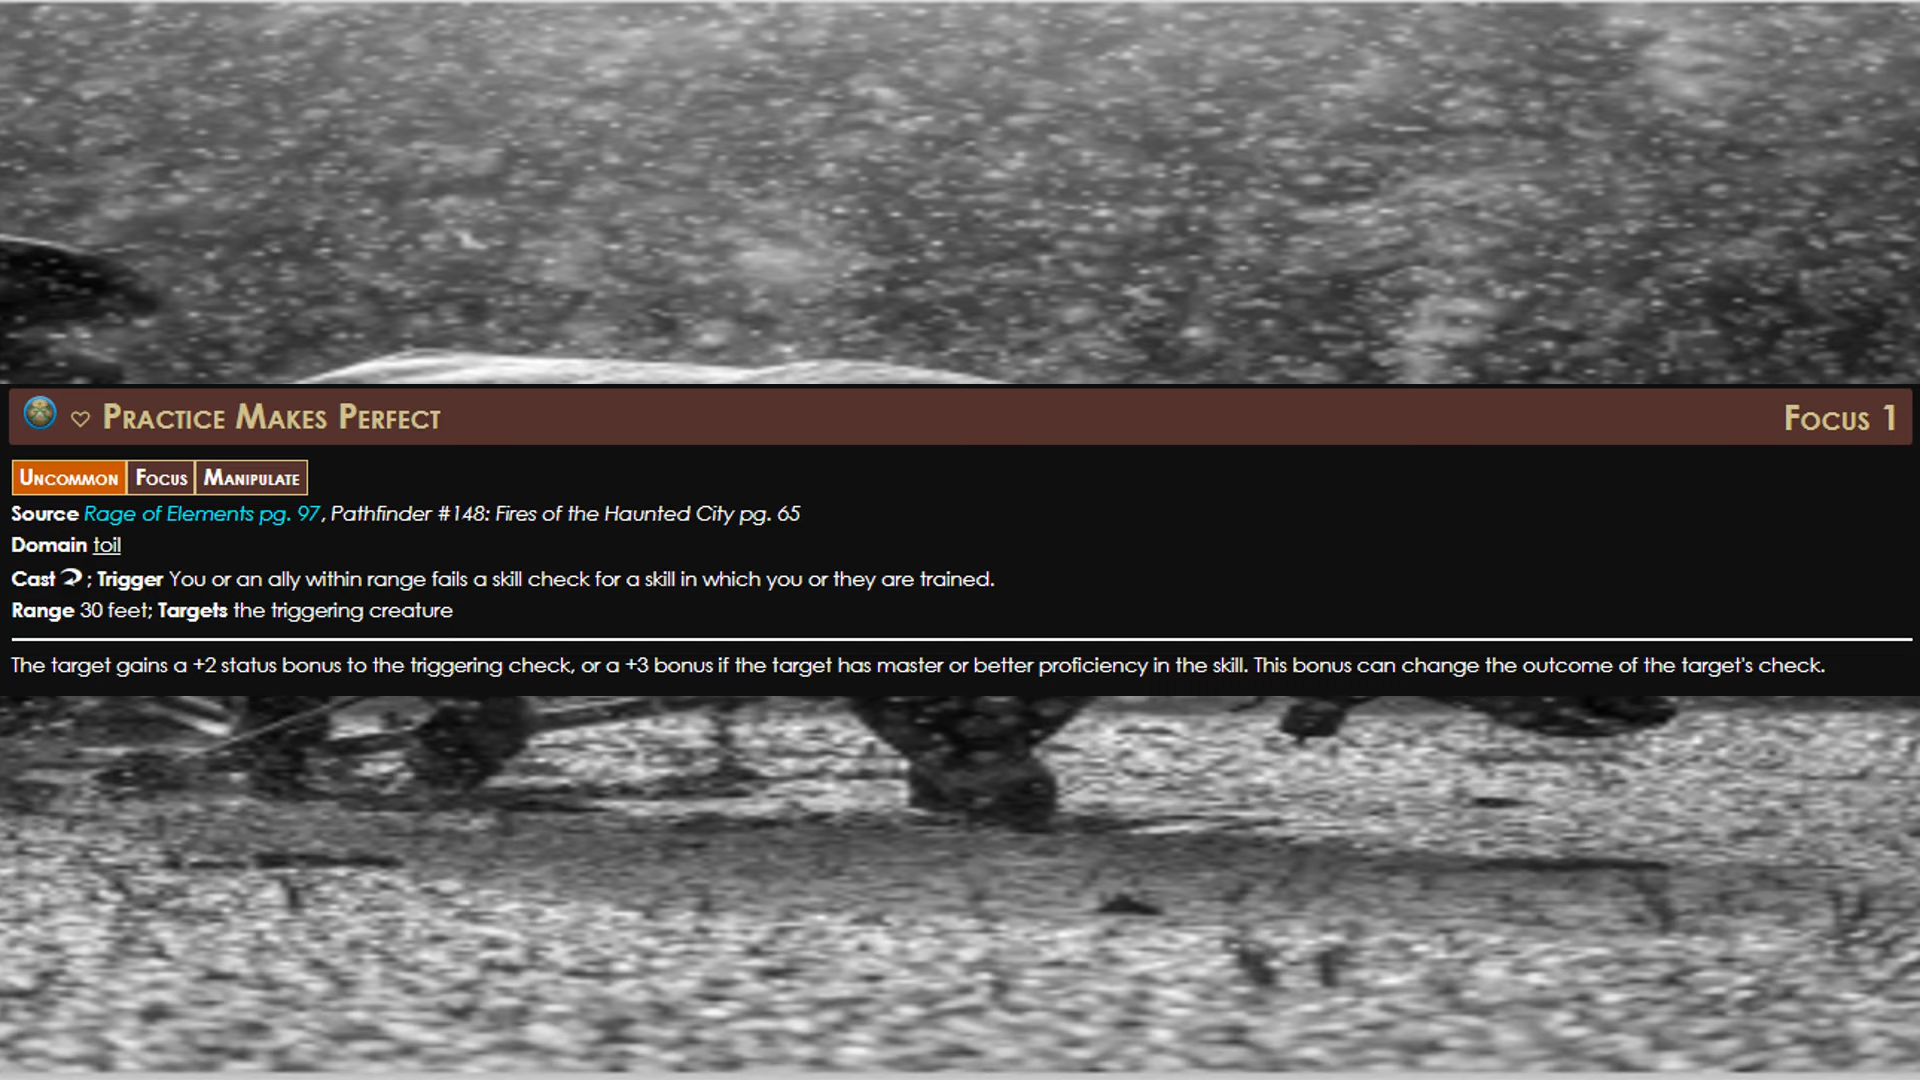 Practice Makes Perfect Focus 1
Uncommon Focus Manipulate
Source Rage of Elements pg. 97, Pathfinder #148: Fires of the Haunted City pg. 65
Domain toil
Cast ; Trigger You or an ally within range fails a skill check for a skill in which you or they are trained.
Range 30 feet; Targets the triggering creature
The target gains a +2 status bonus to the triggering check, or a +3 bonus if the target has master or better proficiency in the skill. This bonus can change the outcome of the target's check.